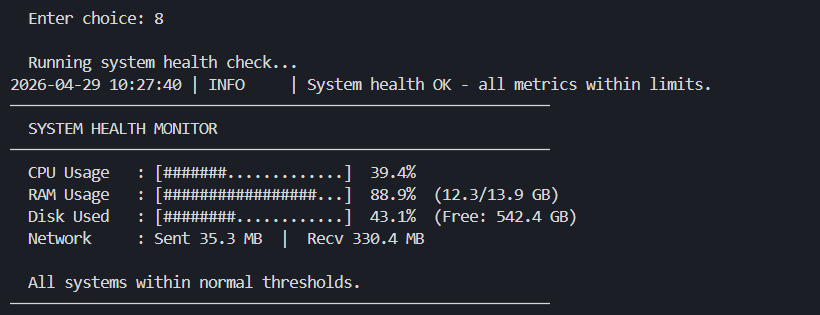 Enter choice: 8
Running system health check...
2026-04-29 10:27:40 | INFO     | System health OK - all metrics within limits.
SYSTEM HEALTH MONITOR
CPU Usage   : [#######.............]  39.4%
RAM Usage   : [#################...]  88.9%  (12.3/13.9 GB)
Disk Used   : [########............]  43.1%  (Free: 542.4 GB)
Network     : Sent 35.3 MB  |  Recv 330.4 MB
All systems within normal thresholds.